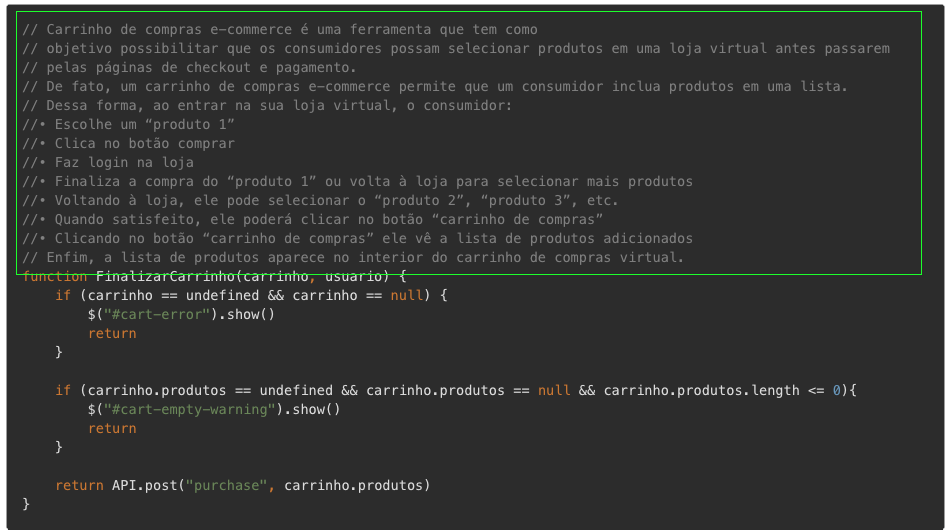 // Carrinho de compras e-commerce é uma ferramenta que tem como
// objetivo possibilitar que os consumidores possam selecionar produtos em uma loja virtual antes passarem
// pelas páginas de checkout e pagamento.
// De fato, um carrinho de compras e-commerce permite que um consumidor inclua produtos em uma lista.
// Dessa forma, ao entrar na sua loja virtual, o consumidor:
//• Escolhe um “produto 1”
//• Clica no botão comprar
//• Faz login na loja
//• Finaliza a compra do “produto 1” ou volta à loja para selecionar mais produtos
//• Voltando à loja, ele pode selecionar o “produto 2”, “produto 3”, etc.
//• Quando satisfeito, ele poderá clicar no botão “carrinho de compras”
//• Clicando no botão “carrinho de compras” ele vê a lista de produtos adicionados
// Enfim, a lista de produtos aparece no interior do carrinho de compras virtual.
function FinalizarCarrinho(carrinho, usuario) {
    if (carrinho == undefined && carrinho == null) {
        $("#cart-error").show()
        return
    }
    if (carrinho.produtos == undefined && carrinho.produtos == null && carrinho.produtos.length <= 0){
        $("#cart-empty-warning").show()
        return
    }
    return API.post("purchase", carrinho.produtos)
}